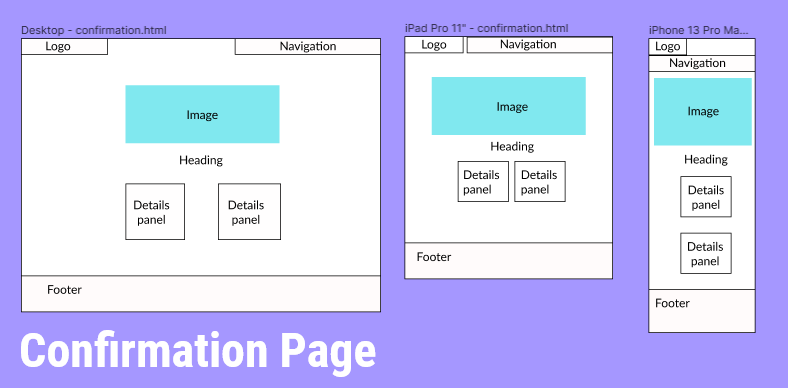 Desktop - confirmation.html
Logo
Navigation
Image
Heading
Details
panel
Details
panel
Footer
iPad Pro 11" - confirmation.html
Logo
Navigation
Image
Heading
Details
panel
Details
panel
Footer
iPhone 13 Pro Ma...
Logo
Navigation
Image
Heading
Details
panel
Details
panel
Footer
Confirmation Page